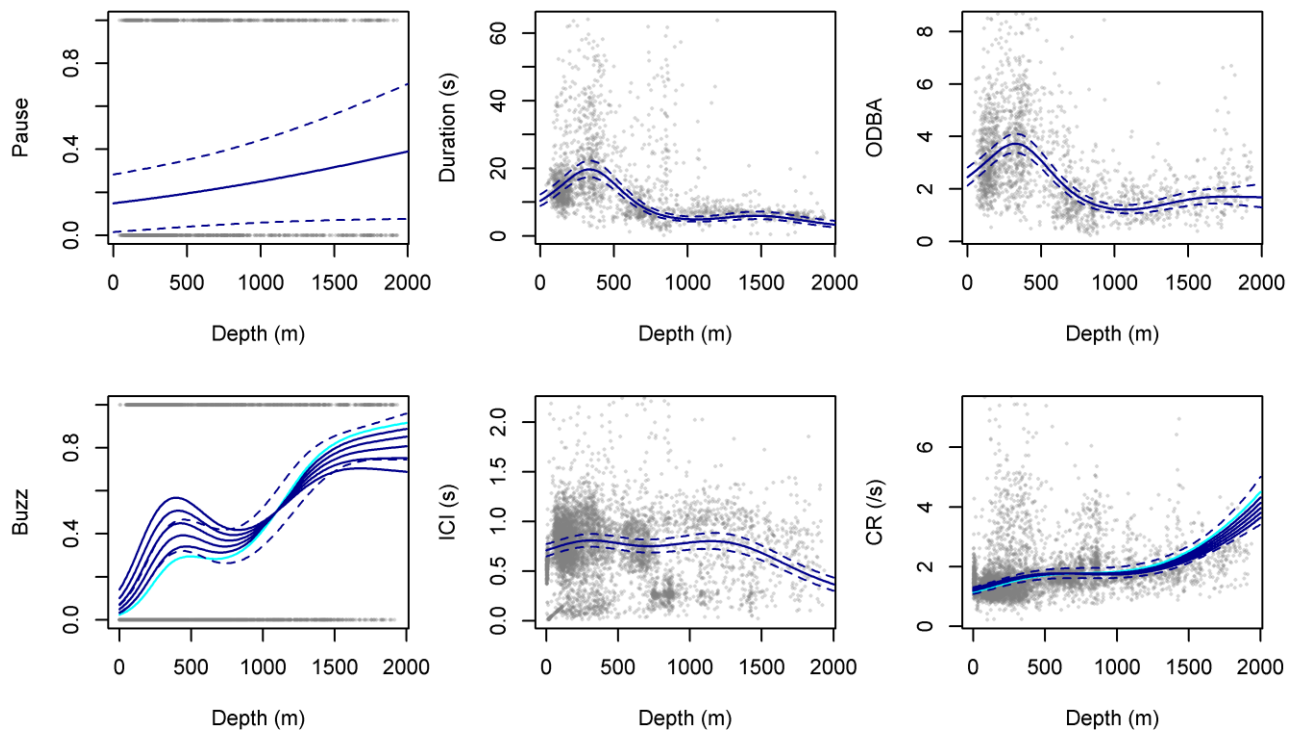 Pause
0.0 0.4 0.8
0 500 1000 1500 2000
Depth (m)
Duration (s)
0 20 40 60
0 500 1000 1500 2000
Depth (m)
ODBA
0 2 4 6 8
0 500 1000 1500 2000
Depth (m)
Buzz
0.0 0.4 0.8
0 500 1000 1500 2000
Depth (m)
ICI (s)
0.0 0.5 1.0 1.5 2.0
0 500 1000 1500 2000
Depth (m)
CR (/s)
0 2 4 6
0 500 1000 1500 2000
Depth (m)